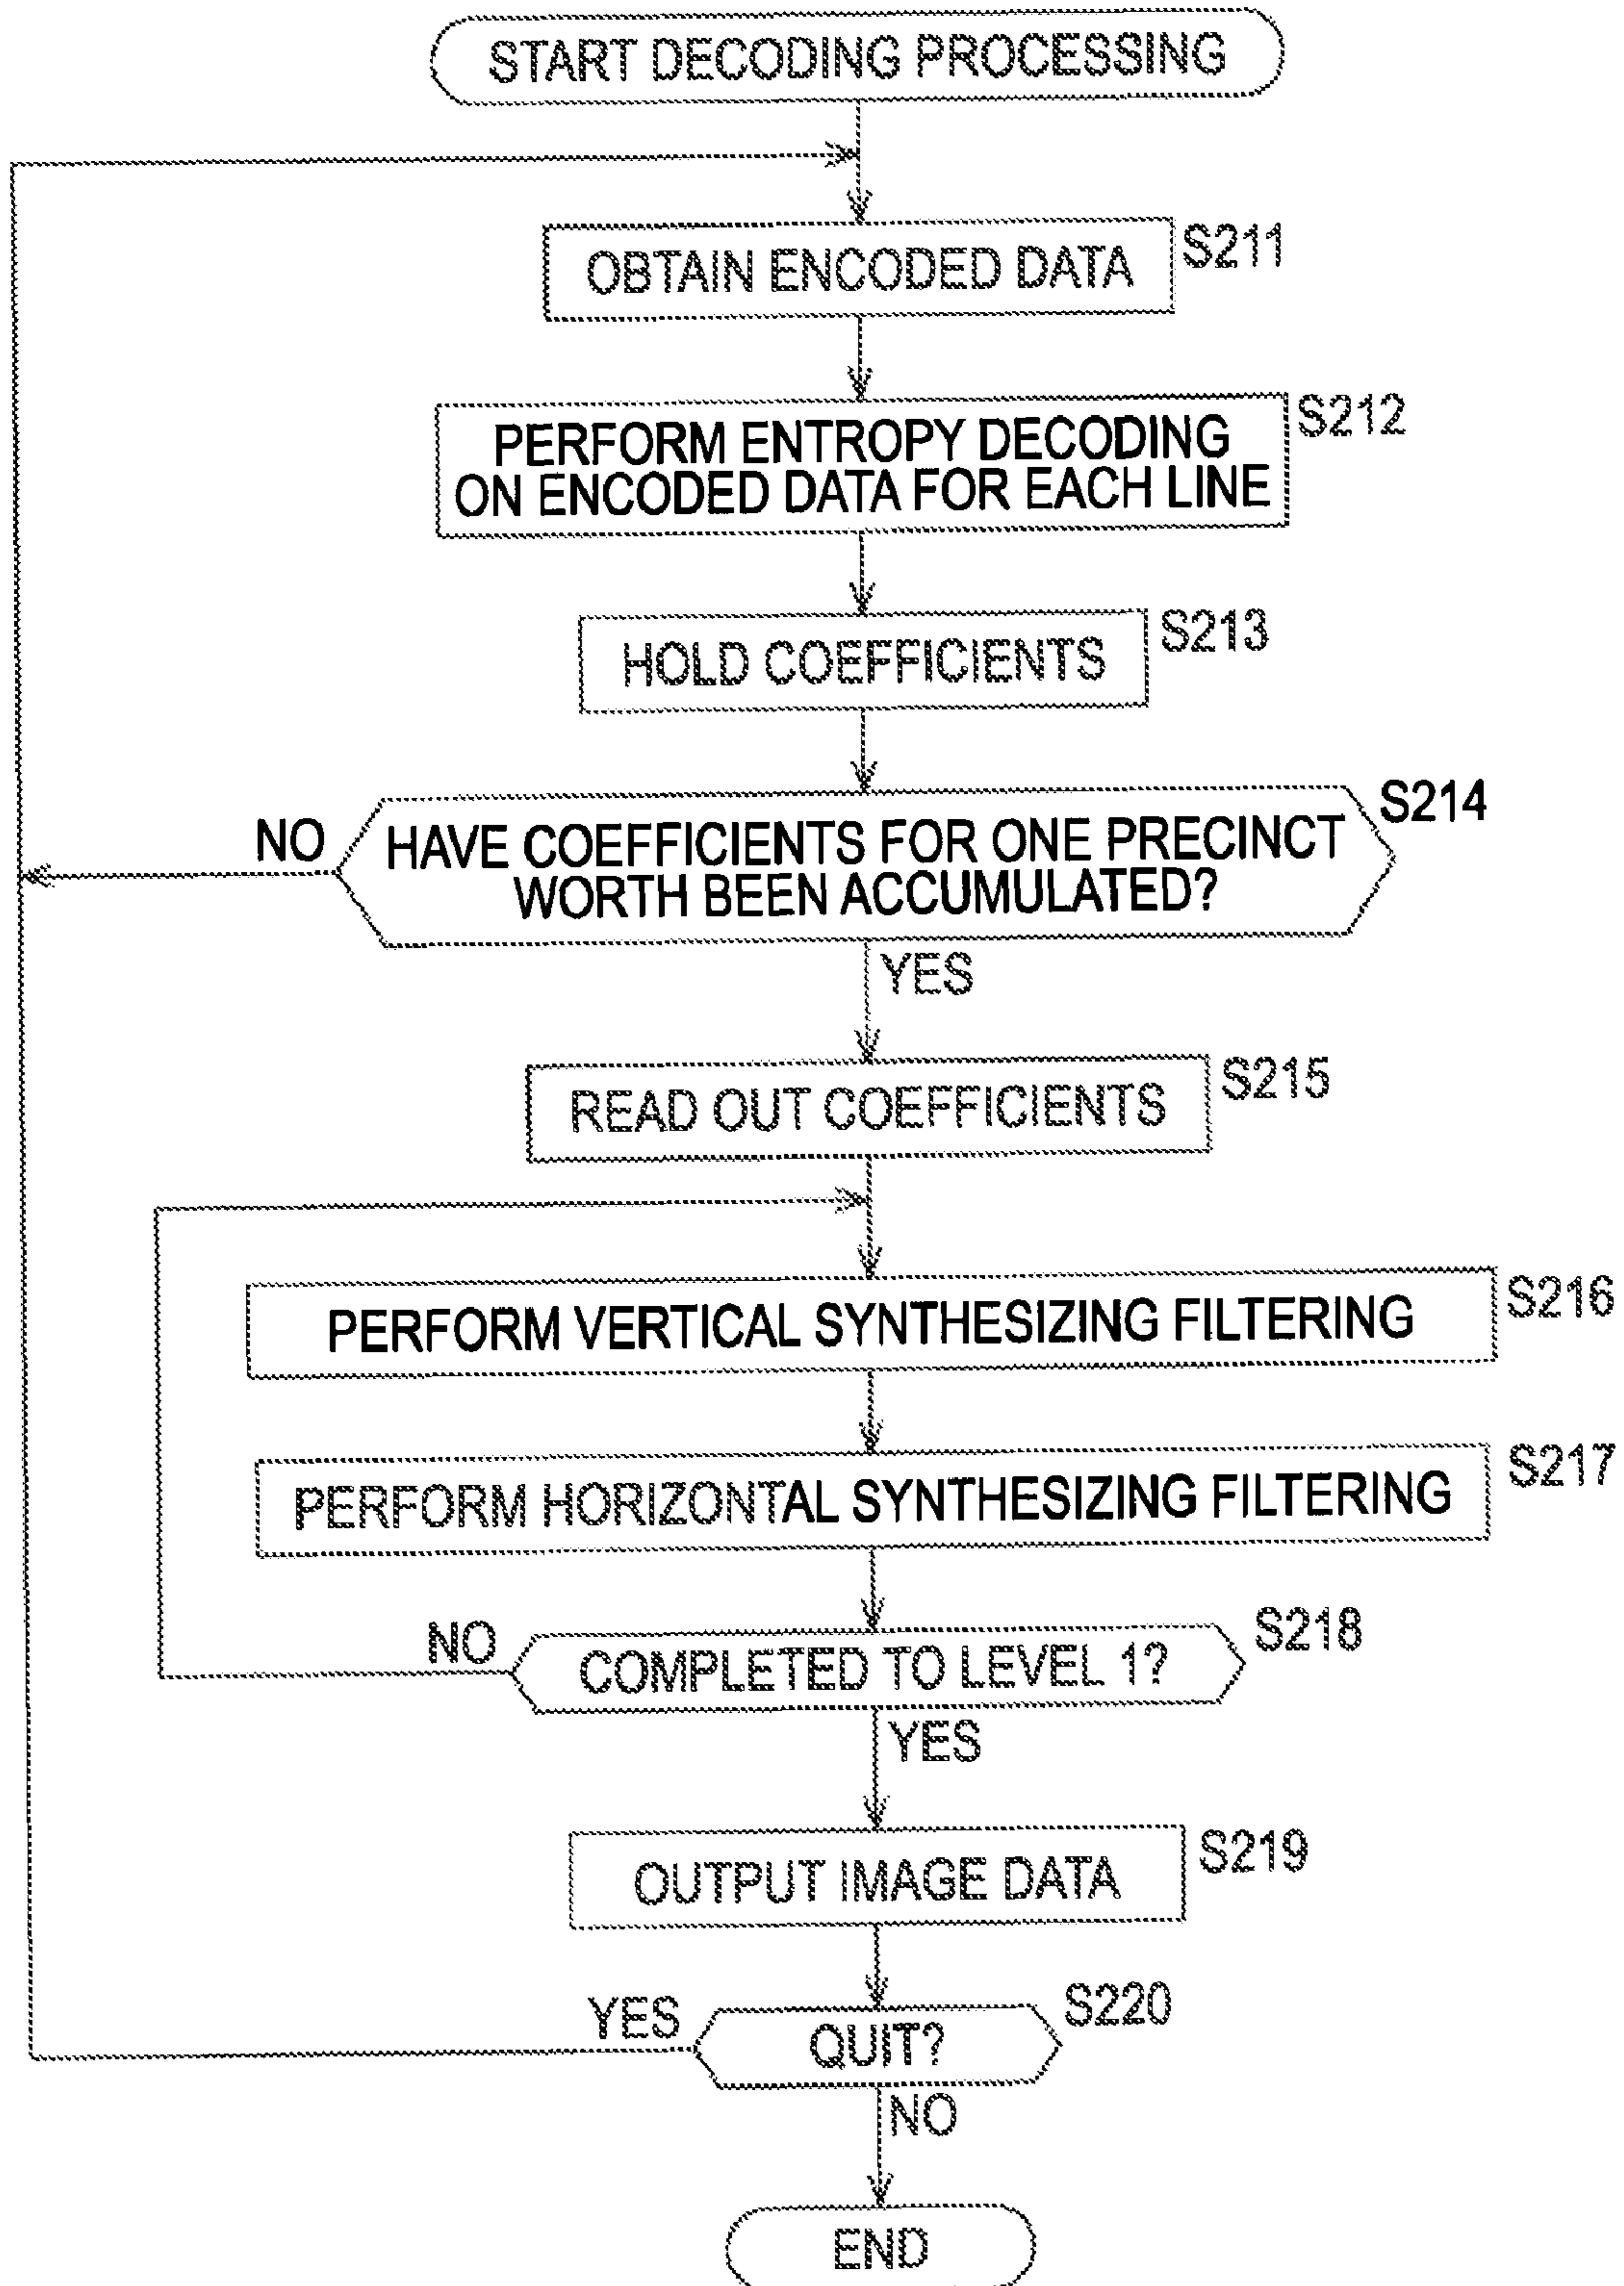 START DECODING PROCESSING
OBTAIN ENCODED DATA
S211
PERFORM ENTROPY DECODING
ON ENCODED DATA FOR EACH LINE
S212
HOLD COEFFICIENTS
S213
HAVE COEFFICIENTS FOR ONE PRECINCT
WORTH BEEN ACCUMULATED?
S214
NO
YES
READ OUT COEFFICIENTS
S215
PERFORM VERTICAL SYNTHESIZING FILTERING
S216
PERFORM HORIZONTAL SYNTHESIZING FILTERING
S217
COMPLETED TO LEVEL 1?
S218
NO
YES
OUTPUT IMAGE DATA
S219
QUIT?
S220
YES
NO
END